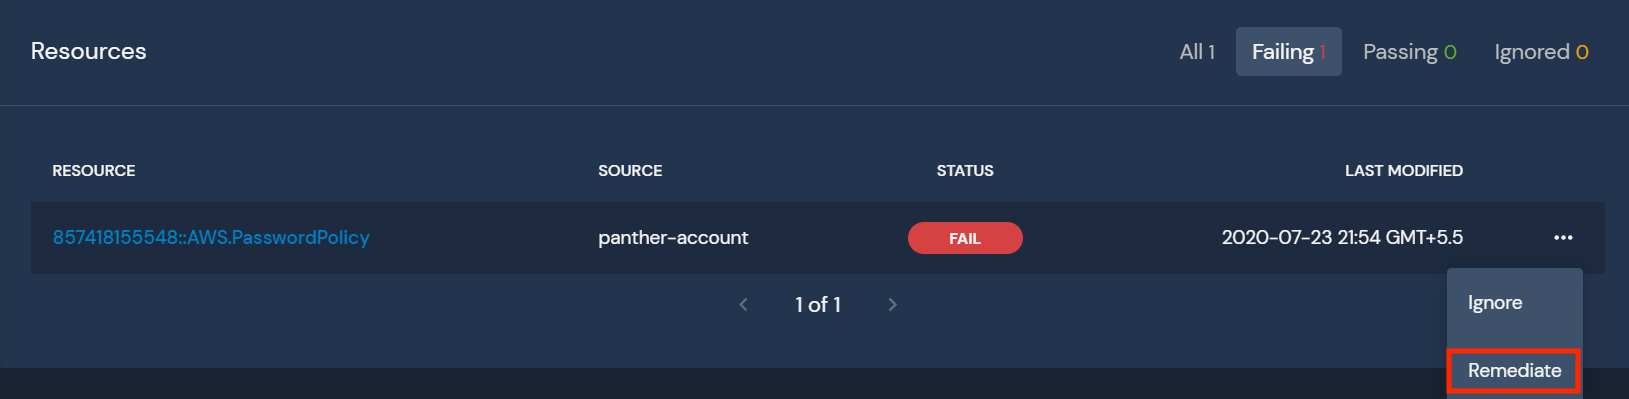 Resources All 1 Failing 1 Passing 0 Ignored 0
RESOURCE SOURCE STATUS LAST MODIFIED
857418155548::AWS.PasswordPolicy panther-account FAIL 2020-07-23 21:54 GMT+5.5
1 of 1
Ignore
Remediate